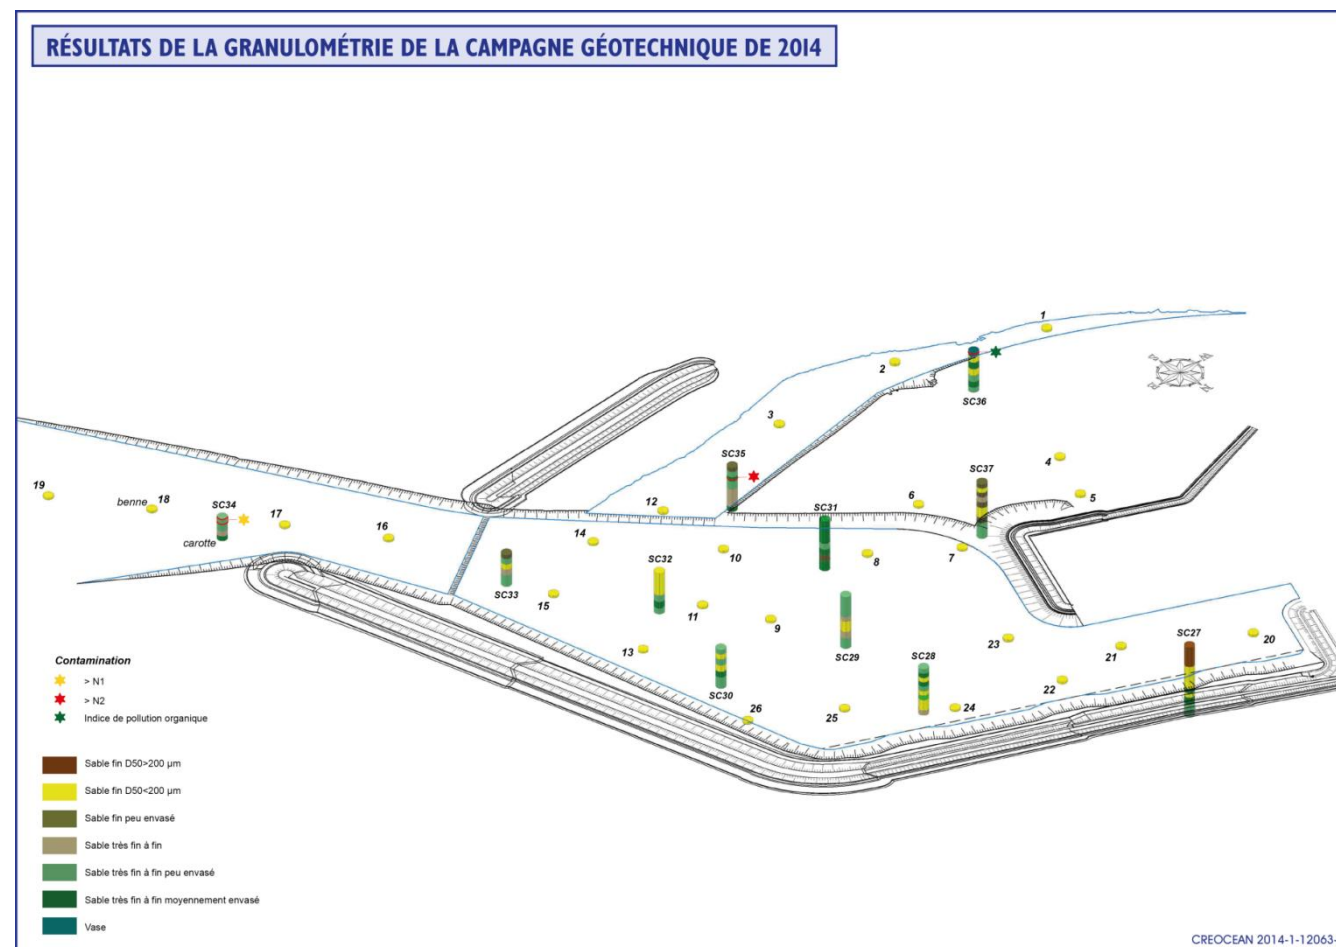 RÉSULTATS DE LA GRANULOMÉTRIE DE LA CAMPAGNE GÉOTECHNIQUE DE 2014
1
2
SC36
3
SC35
4
SC37
5
19
benne
18
SC34
carotte
17
16
12
6
SC31
14
10
8
7
SC33
SC32
15
11
9
13
SC30
SC29
SC28
23
21
SC27
20
22
26
25
24
Contamination
> N1
> N2
Indice de pollution organique
Sable fin D50>200 µm
Sable fin D50<200 µm
Sable fin peu envasé
Sable très fin à fin
Sable très fin à fin peu envasé
Sable très fin à fin moyennement envasé
Vase
CREOCEAN 2014-1-12063-